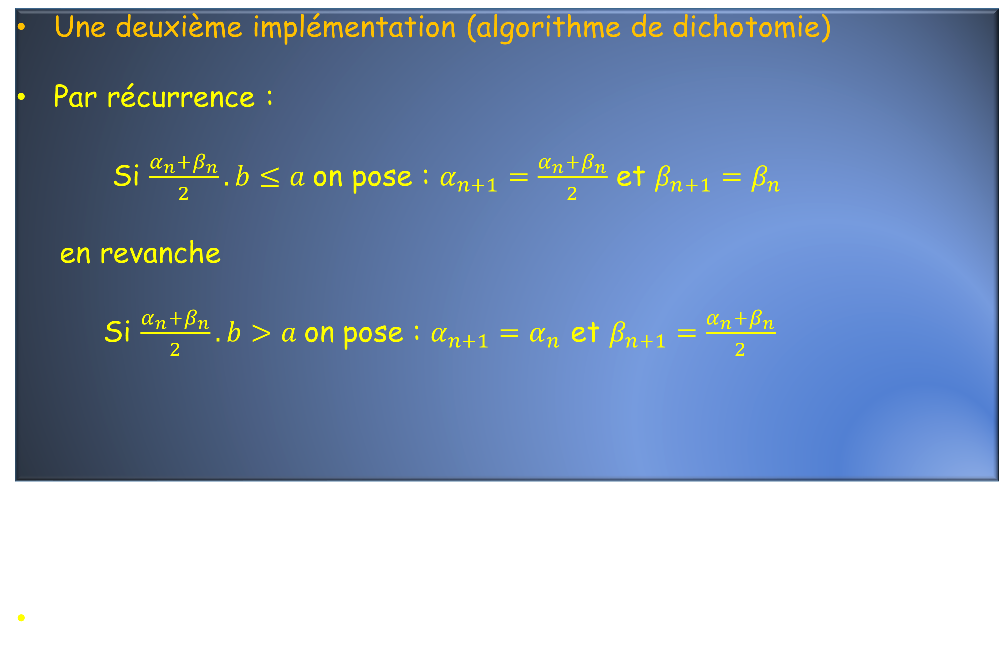 • Une deuxième implémentation (algorithme de dichotomie)
• Par récurrence :
Si $\frac{\alpha_n+\beta_n}{2}.b \leq a$ on pose : $\alpha_{n+1} = \frac{\alpha_n+\beta_n}{2}$ et $\beta_{n+1} = \beta_n$
en revanche
Si $\frac{\alpha_n+\beta_n}{2}.b > a$ on pose : $\alpha_{n+1} = \alpha_n$ et $\beta_{n+1} = \frac{\alpha_n+\beta_n}{2}$
•